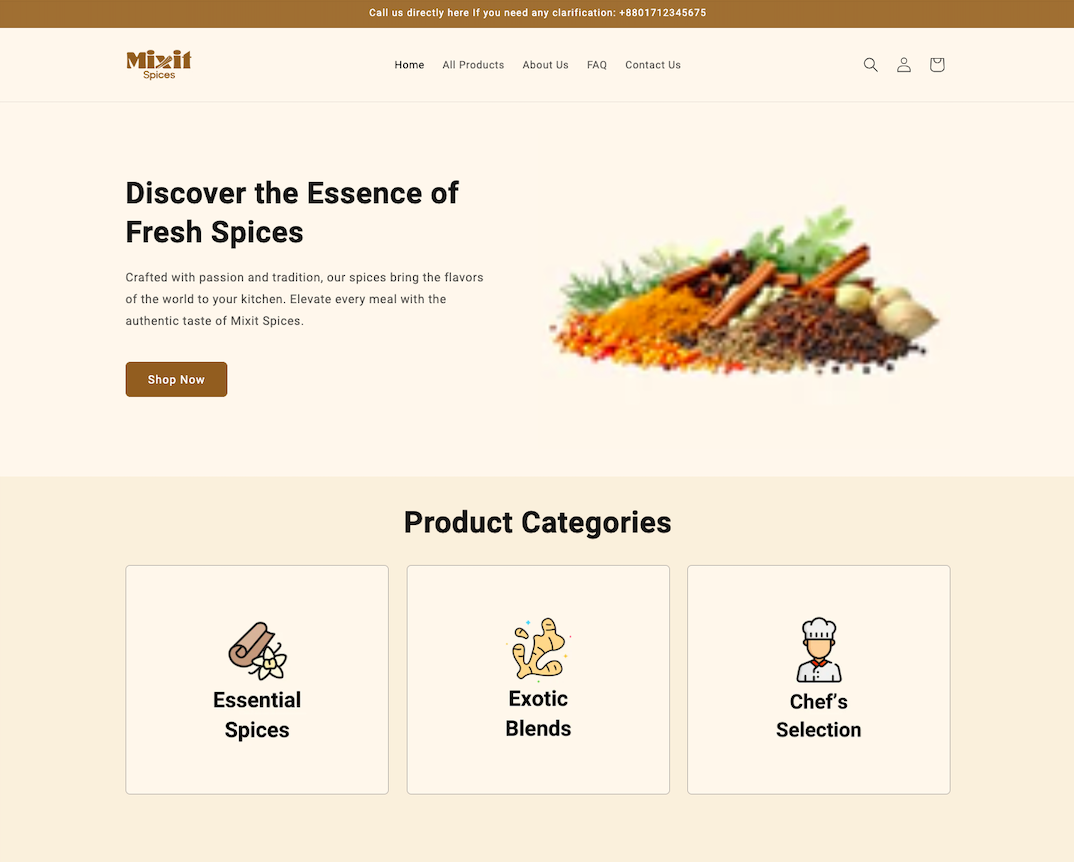 Call us directly here If you need any clarification: +8801712345675
Mixit
Spices
Home
All Products
About Us
FAQ
Contact Us
Discover the Essence of
Fresh Spices
Crafted with passion and tradition, our spices bring the flavors
of the world to your kitchen. Elevate every meal with the
authentic taste of Mixit Spices.
Shop Now
Product Categories
Essential
Spices
Exotic
Blends
Chef’s
Selection